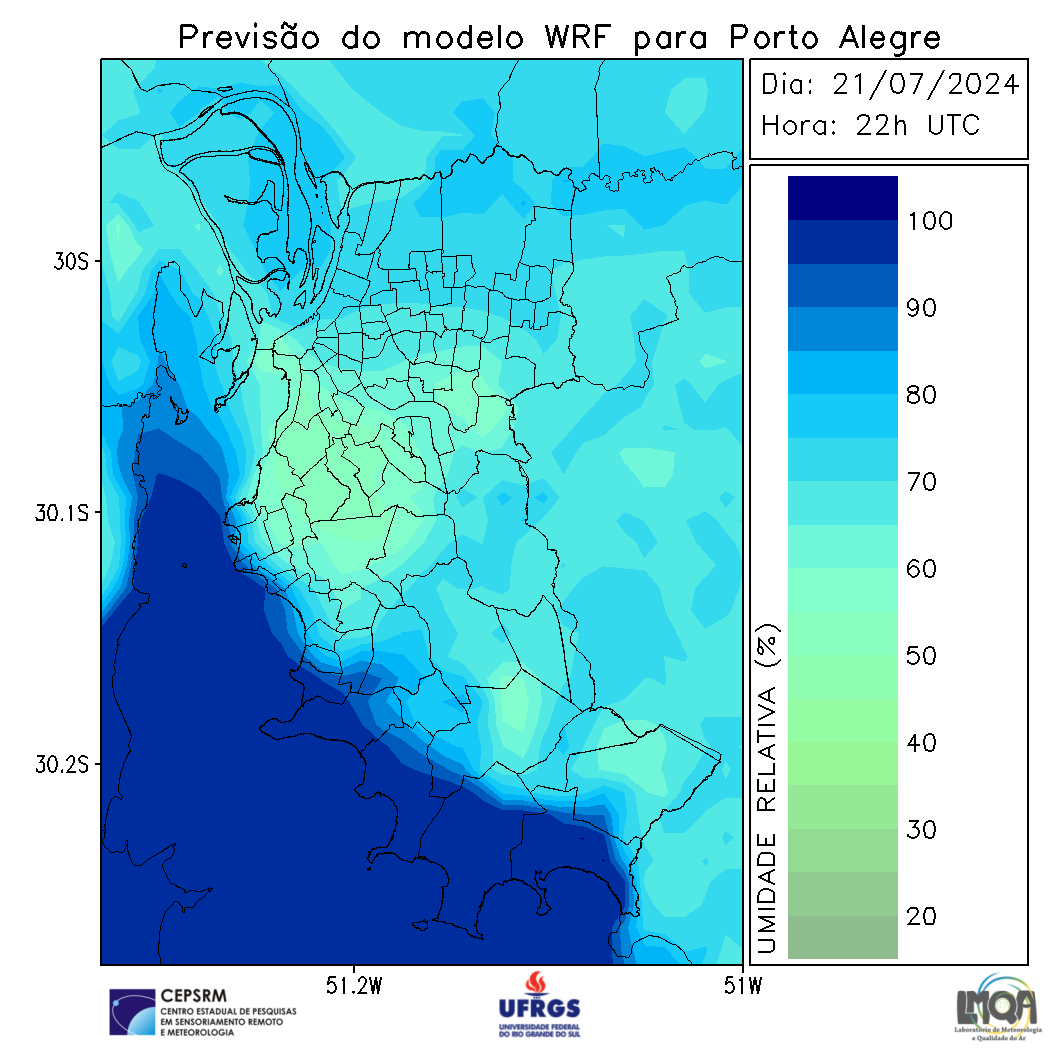 Previsão do modelo WRF para Porto Alegre
Dia: 21/07/2024
Hora: 22h UTC
30S
30.1S
30.2S
51.2W
51W
100
90
80
70
60
50
40
30
20
UMIDADE RELATIVA (%)
CEPSRM
CENTRO ESTADUAL DE PESQUISAS
EM SENSORIAMENTO REMOTO
E METEOROLOGIA
UFRGS
UNIVERSIDADE FEDERAL
DO RIO GRANDE DO SUL
LMQA
Laboratório de Meteorologia
e Qualidade do Ar